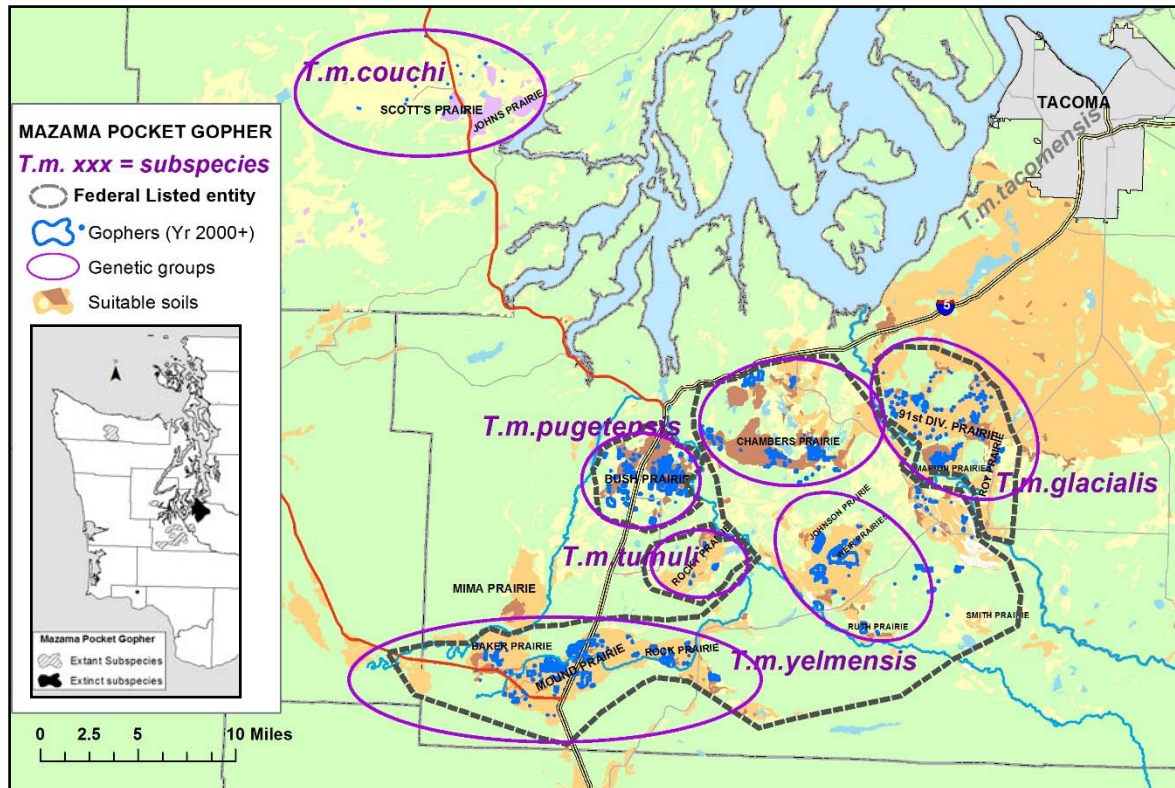 MAZAMA POCKET GOPHER
T.m. xxx = subspecies
Federal Listed entity
Gophers (Yr 2000+)
Genetic groups
Suitable soils
Mazama Pocket Gopher
Extant Subspecies
Extinct subspecies
0 2.5 5 10 Miles
T.m.couchi
SCOTT'S PRAIRIE
JOHNS PRAIRIE
TACOMA
T.m.tacomensis
5
T.m.pugetensis
BUSH PRAIRIE
CHAMBERS PRAIRIE
91st DIV. PRAIRIE
MARION PRAIRIE
ROY PRAIRIE
T.m.glacialis
T.m.tumuli
ROCKY PRAIRIE
JOHNSON PRAIRIE
WEIR PRAIRIES
RUTH PRAIRIE
SMITH PRAIRIE
MIMA PRAIRIE
BAKER PRAIRIE
MOUND PRAIRIE
ROCK PRAIRIE
T.m.yelmensis